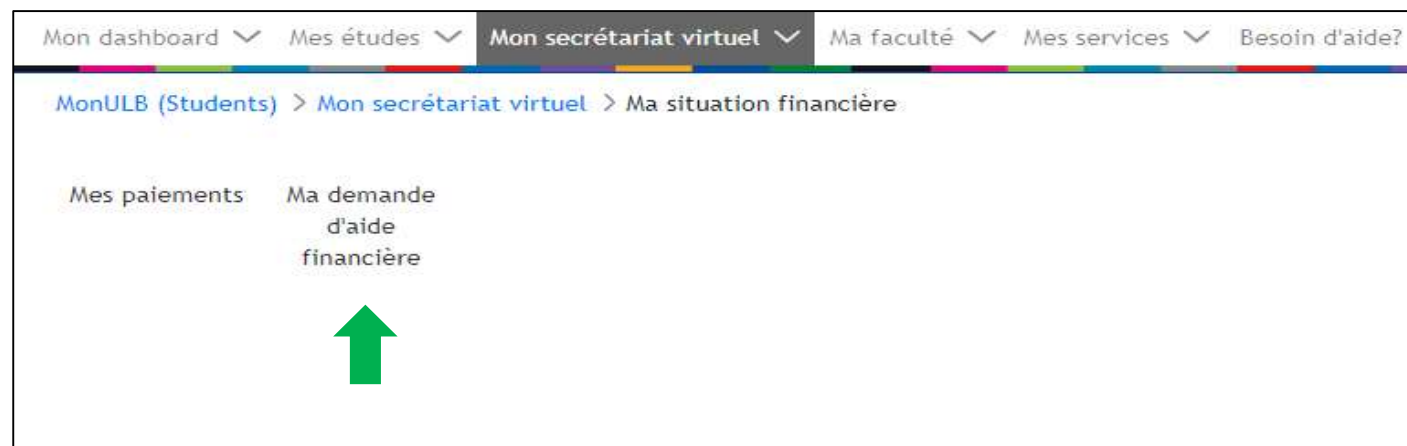 Mon dashboard Mes études Mon secrétariat virtuel Ma faculté Mes services Besoin d'aide?
MonULB (Students) > Mon secrétariat virtuel > Ma situation financière
Mes paiements Ma demande
d'aide
financière